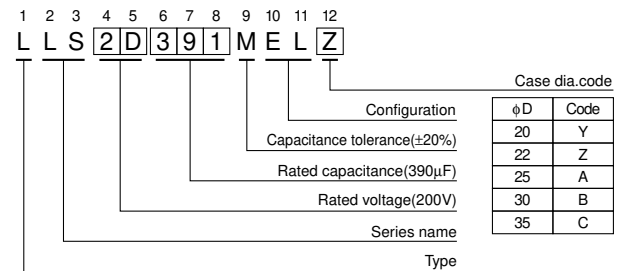 1 2 3 4 5 6 7 8 9 10 11 12
L L S 2 D 3 9 1 M E L Z
Case dia.code
Configuration
Capacitance tolerance(±20%)
Rated capacitance(390μF)
Rated voltage(200V)
Series name
Type
ϕD Code
20 Y
22 Z
25 A
30 B
35 C